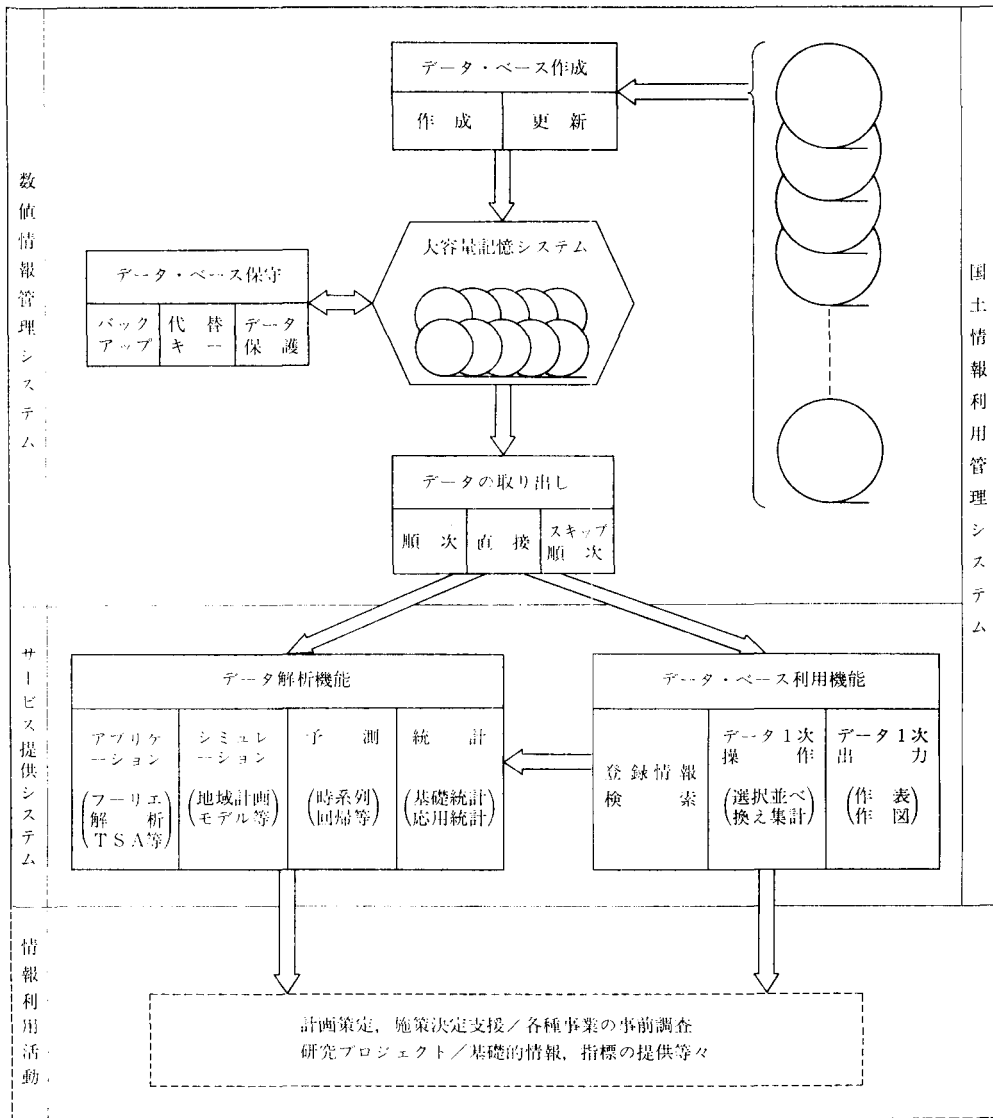 データ・ベース作成
作成
更新
数値情報管理システム
大容量記憶システム
データ・ベース保守
バック
アップ
代替
キー
データ
保護
国土情報利用管理システム
データの取り出し
順次
直接
スキップ
順次
サービス提供システム
データ解析機能
アプリケ
ーション
(フーリエ
解析
TSA等)
シミュレ
ーション
(地域計画
モデル等)
予測
(時系列
回帰等)
統計
(基礎統計
応用統計)
データ・ベース利用機能
登録情報
検索
データ1次
操作
(選択並べ
換え集計)
データ1次
出力
(作表
作図)
情報利用活動
計画策定，施策決定支援／各種事業の事前調査
研究プロジェクト／基礎的情報，指標の提供等々